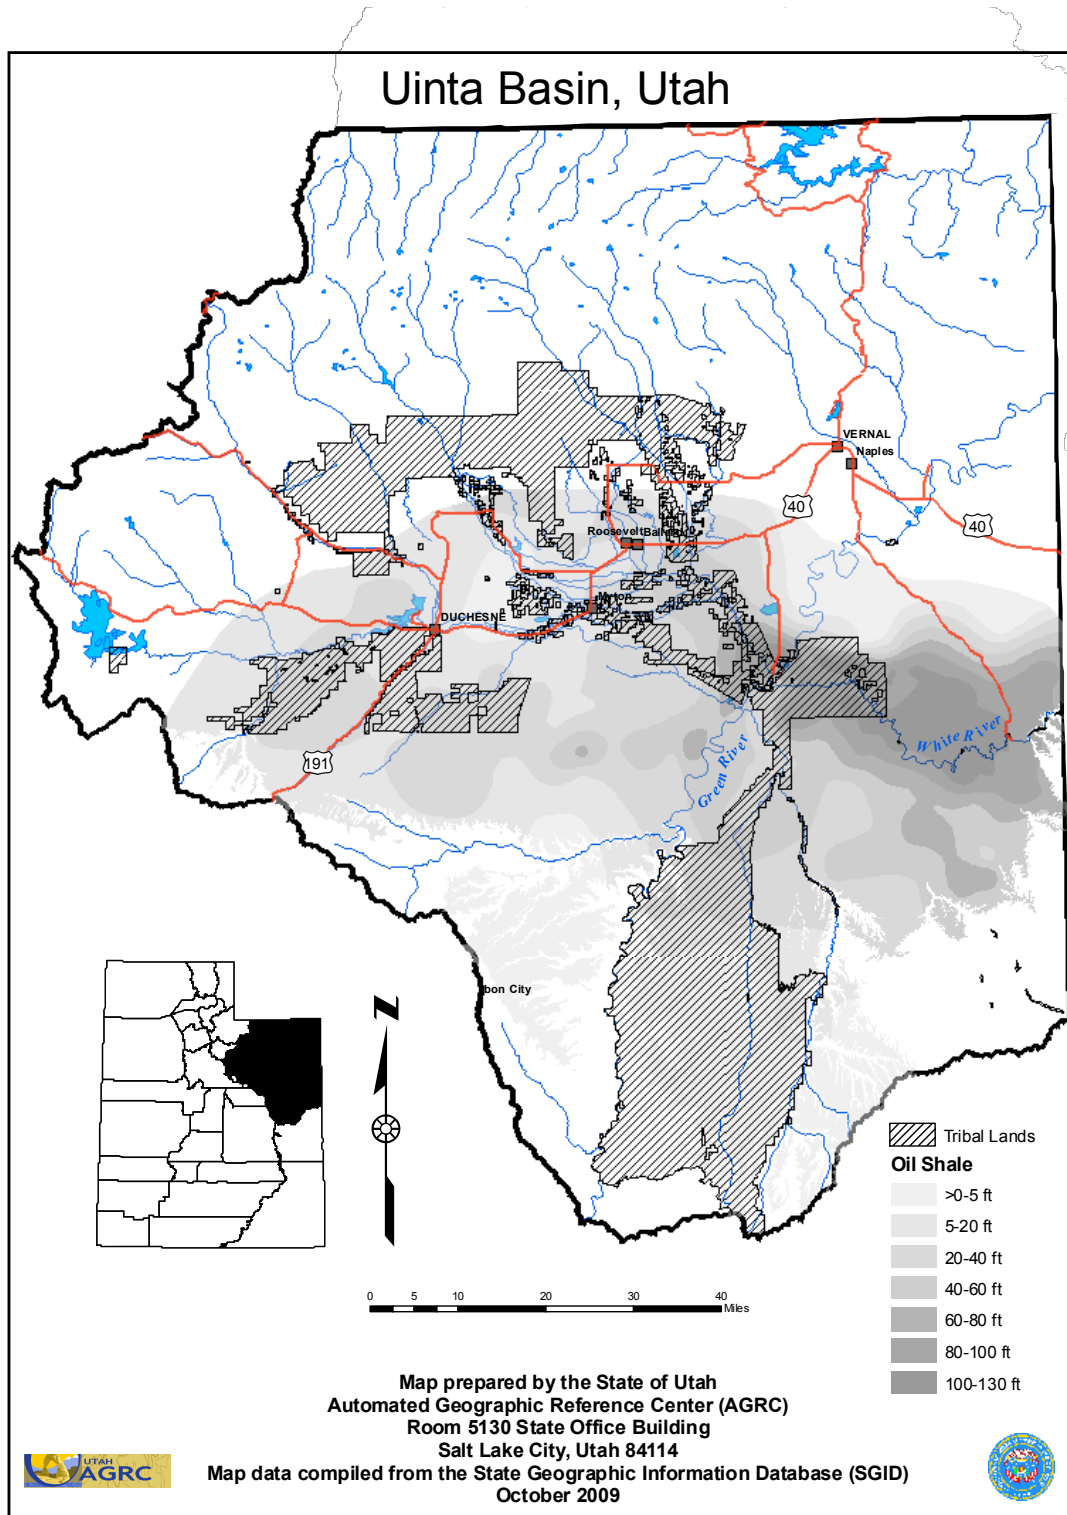 Uinta Basin, Utah
VERNAL
Naples
40
40
Roosevelt
Myton
DUCHESNE
191
Green River
White River
bon City
Z
Tribal Lands
Oil Shale
>0-5 ft
5-20 ft
20-40 ft
40-60 ft
60-80 ft
80-100 ft
100-130 ft
0 5 10 20 30 40
Miles
Map prepared by the State of Utah
Automated Geographic Reference Center (AGRC)
Room 5130 State Office Building
Salt Lake City, Utah 84114
Map data compiled from the State Geographic Information Database (SGID)
October 2009
UTAH
AGRC